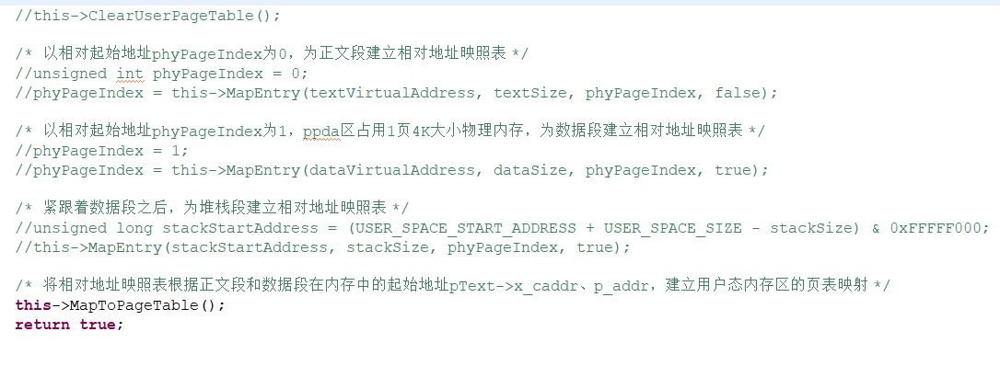 //this->ClearUserPageTable();
/* 以相对起始地址phyPageIndex为0，为正文段建立相对地址映照表 */
//unsigned int phyPageIndex = 0;
//phyPageIndex = this->MapEntry(textVirtualAddress, textSize, phyPageIndex, false);
/* 以相对起始地址phyPageIndex为1，ppda区占用1页4K大小物理内存，为数据段建立相对地址映照表 */
//phyPageIndex = 1;
//phyPageIndex = this->MapEntry(dataVirtualAddress, dataSize, phyPageIndex, true);
/* 紧跟着数据段之后，为堆栈段建立相对地址映照表 */
//unsigned long stackStartAddress = (USER_SPACE_START_ADDRESS + USER_SPACE_SIZE - stackSize) & 0xFFFFF000;
//this->MapEntry(stackStartAddress, stackSize, phyPageIndex, true);
/* 将相对地址映照表根据正文段和数据段在内存中的起始地址pText->x_caddr、p_addr，建立用户态内存区的页表映射 */
this->MapToPageTable();
return true;